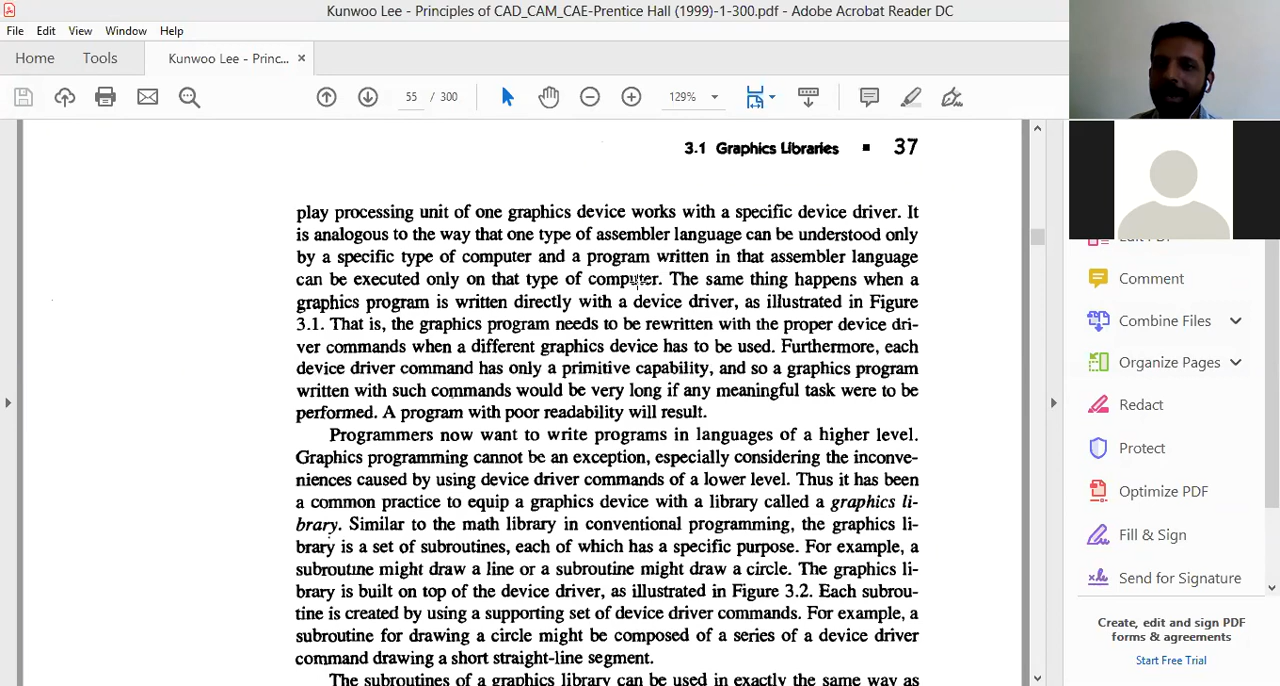 Kunwoo Lee - Principles of CAD_CAM_CAE-Prentice Hall (1999)-1-300.pdf - Adobe Acrobat Reader DC
File Edit View Window Help
Home Tools Kunwoo Lee - Princ... ×
55 / 300 129%
3.1 Graphics Libraries ■ 37
play processing unit of one graphics device works with a specific device driver. It
is analogous to the way that one type of assembler language can be understood only
by a specific type of computer and a program written in that assembler language
can be executed only on that type of computer. The same thing happens when a
graphics program is written directly with a device driver, as illustrated in Figure
3.1. That is, the graphics program needs to be rewritten with the proper device dri-
ver commands when a different graphics device has to be used. Furthermore, each
device driver command has only a primitive capability, and so a graphics program
written with such commands would be very long if any meaningful task were to be
performed. A program with poor readability will result.
Programmers now want to write programs in languages of a higher level.
Graphics programming cannot be an exception, especially considering the inconve-
niences caused by using device driver commands of a lower level. Thus it has been
a common practice to equip a graphics device with a library called a graphics li-
brary. Similar to the math library in conventional programming, the graphics li-
brary is a set of subroutines, each of which has a specific purpose. For example, a
subroutine might draw a line or a subroutine might draw a circle. The graphics li-
brary is built on top of the device driver, as illustrated in Figure 3.2. Each subrou-
tine is created by using a supporting set of device driver commands. For example, a
subroutine for drawing a circle might be composed of a series of a device driver
command drawing a short straight-line segment.
The subroutines of a graphics library can be used in exactly the same way as
Comment
Combine Files
Organize Pages
Redact
Protect
Optimize PDF
Fill & Sign
Send for Signature
Create, edit and sign PDF
forms & agreements
Start Free Trial